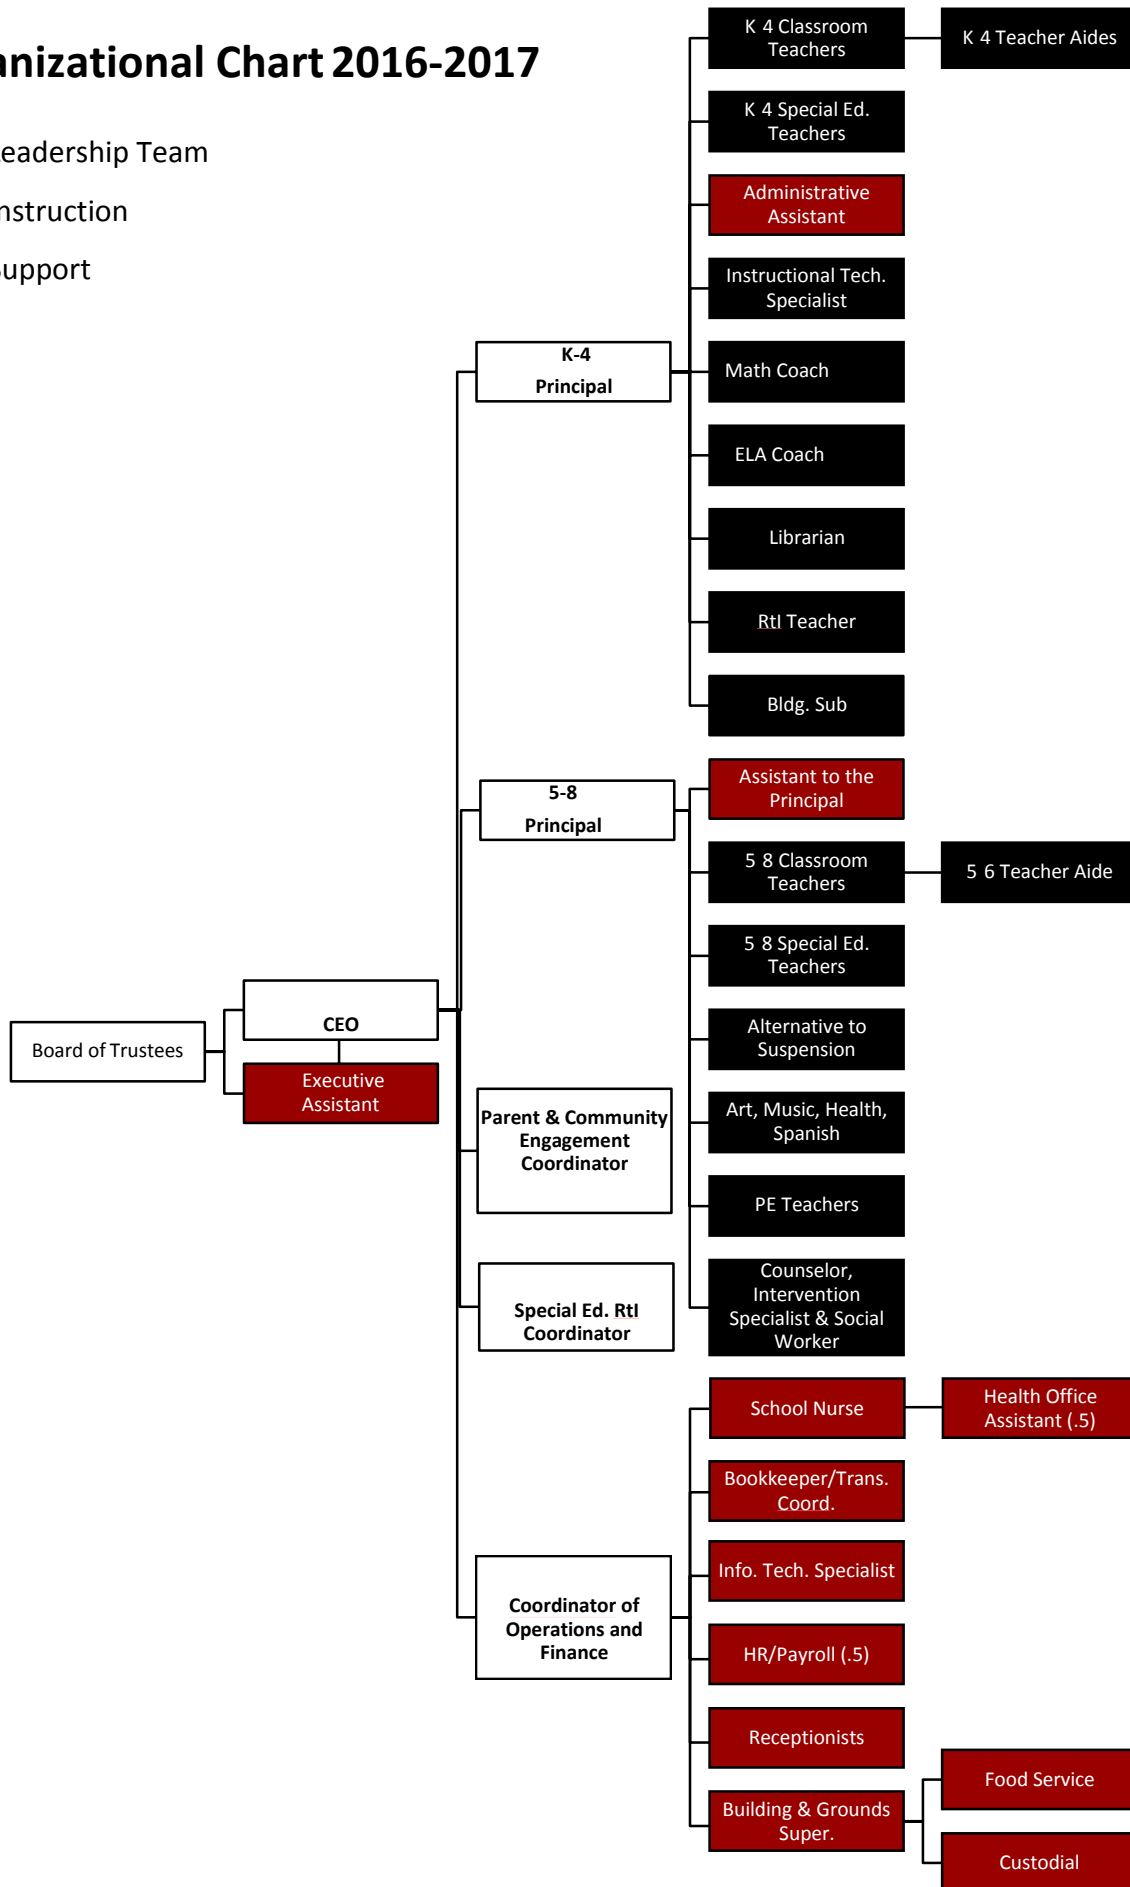 anizational Chart 2016-2017
eadership Team
nstruction
upport
K 4 Classroom
Teachers
K 4 Teacher Aides
K 4 Special Ed.
Teachers
Administrative
Assistant
Instructional Tech.
Specialist
K-4
Principal
Math Coach
ELA Coach
Librarian
RtI Teacher
Bldg. Sub
5-8
Principal
Assistant to the
Principal
5 8 Classroom
Teachers
5 6 Teacher Aide
5 8 Special Ed.
Teachers
Alternative to
Suspension
Art, Music, Health,
Spanish
PE Teachers
Counselor,
Intervention
Specialist & Social
Worker
Board of Trustees
CEO
Executive
Assistant
Parent & Community
Engagement
Coordinator
Special Ed. RtI
Coordinator
Coordinator of
Operations and
Finance
School Nurse
Health Office
Assistant (.5)
Bookkeeper/Trans.
Coord.
Info. Tech. Specialist
HR/Payroll (.5)
Receptionists
Building & Grounds
Super.
Food Service
Custodial